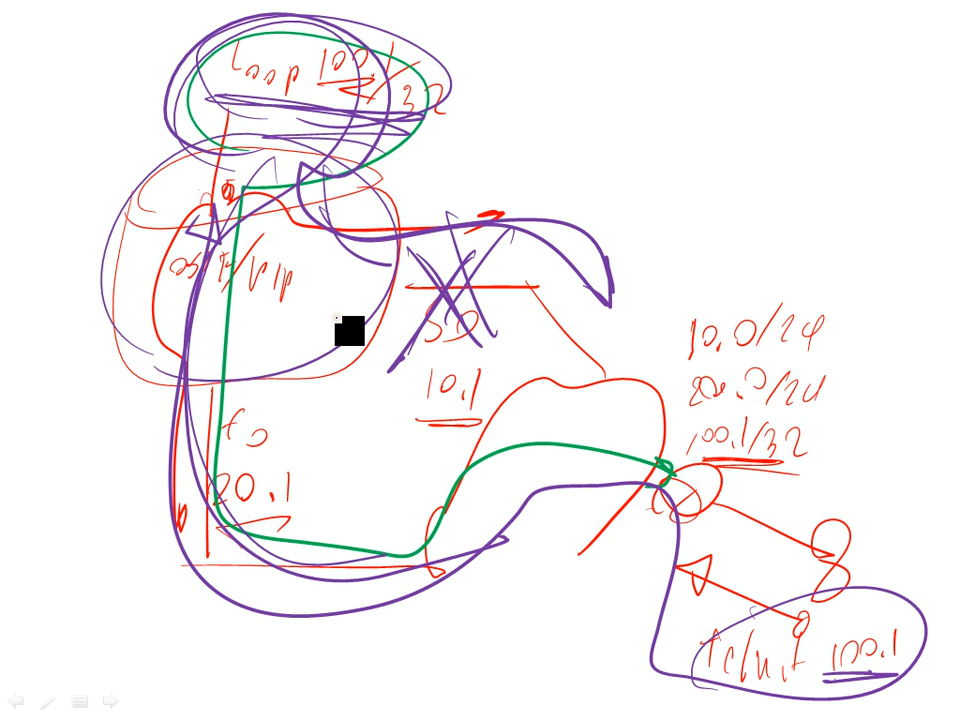 Loop 100.1
/32
ospf/rip
S0
10.1
f0
20.1
10.0/24
20.0/24
100.1/32
telnet 100.1